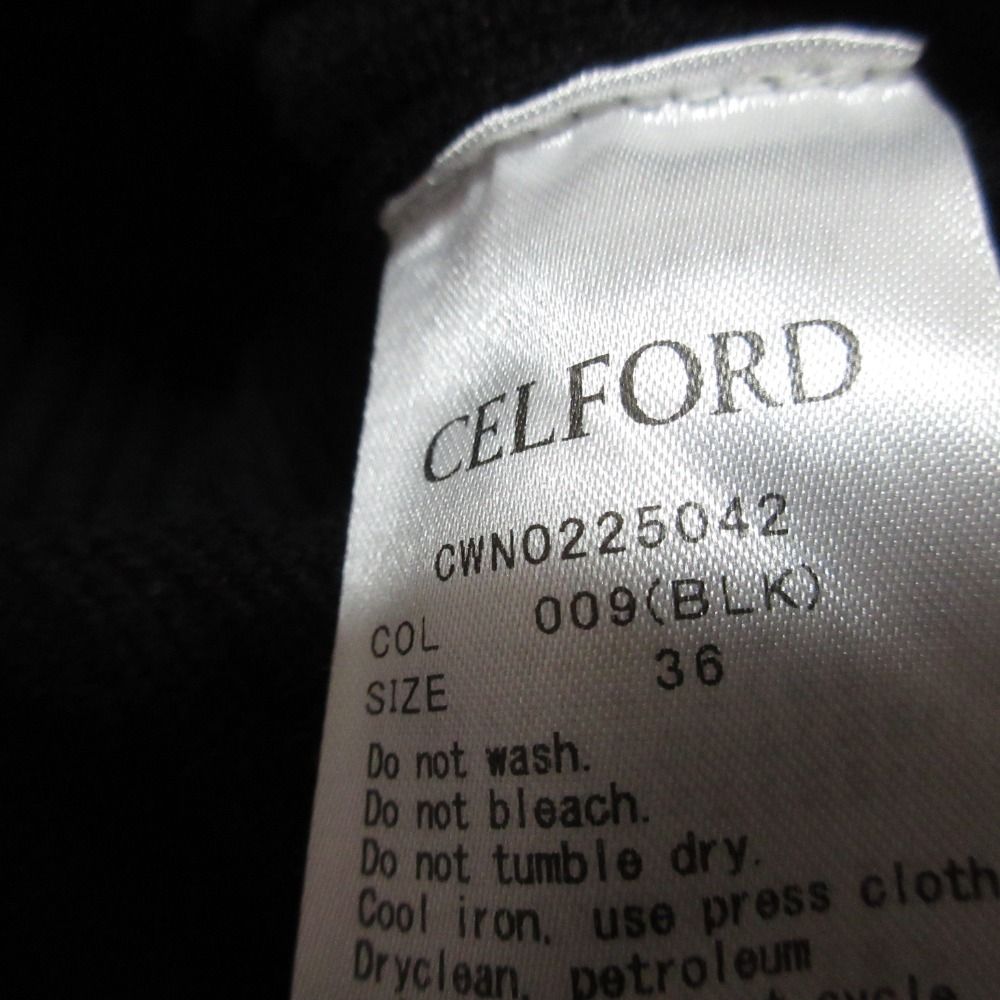 CELFORD
CWNO225042
COL 009(BLK)
SIZE 36
Do not wash.
Do not bleach.
Do not tumble dry.
Cool iron, use press cloth
Dryclean, petroleum
cycle